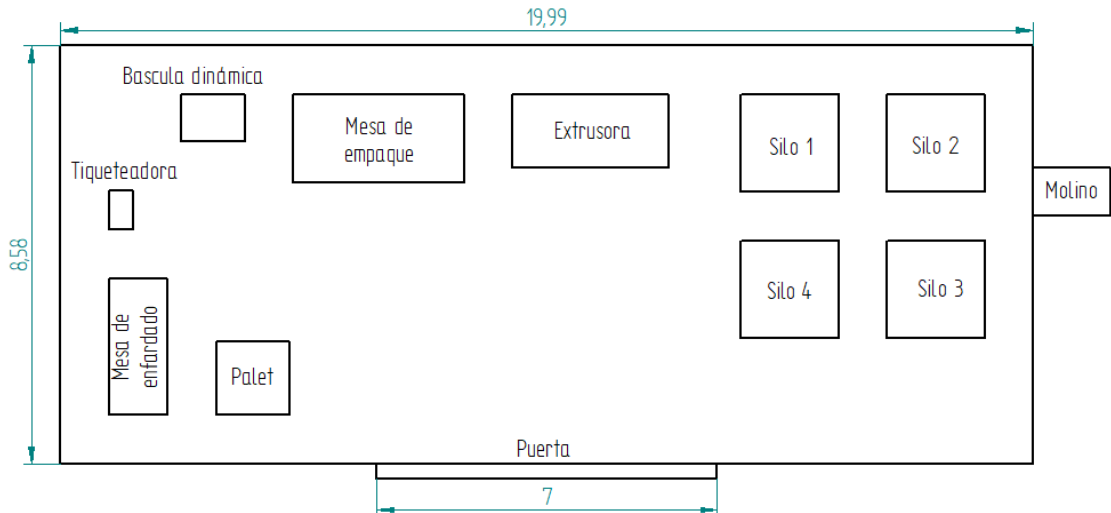 19,99
Bascula dinámica
Mesa de
empaque
Extrusora
Silo 1
Silo 2
Tiqueteadora
Molino
8,58
Silo 4
Silo 3
Mesa de
enfardado
Palet
Puerta
7